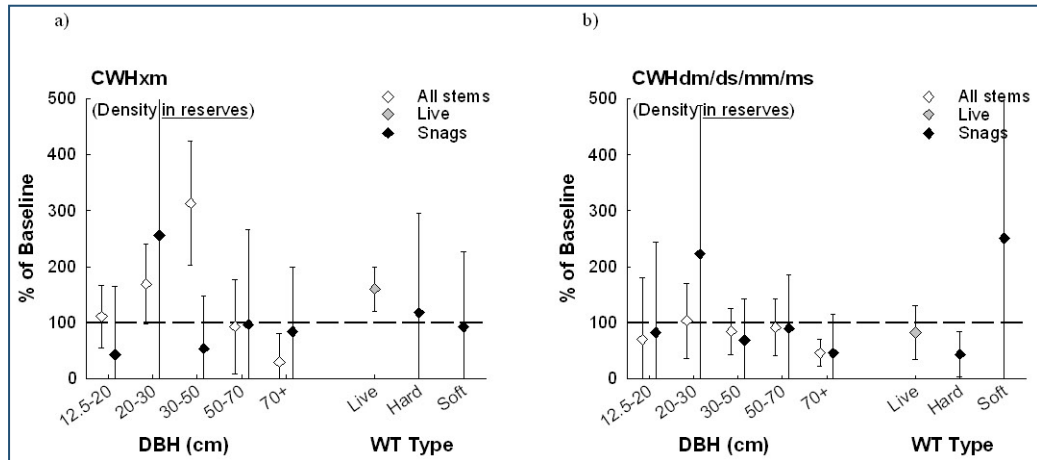 a)
CWHxm
(Density in reserves)
All stems
Live
Snags
500
400
300
200
100
0
% of Baseline
12.5-20
20-30
30-50
50-70
70+
Live
Hard
Soft
DBH (cm)
WT Type
b)
CWHdm/ds/mm/ms
(Density in reserves)
All stems
Live
Snags
500
400
300
200
100
0
% of Baseline
12.5-20
20-30
30-50
50-70
70+
Live
Hard
Soft
DBH (cm)
WT Type